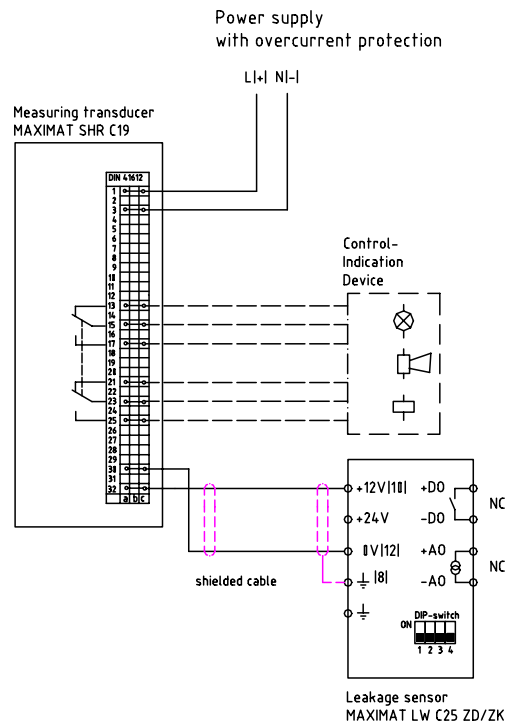 Power supply
with overcurrent protection
L|+| N|-|
Measuring transducer
MAXIMAT SHR C19
DIN 41612
1
2
3
4
5
6
7
8
9
10
11
12
13
14
15
16
17
18
19
20
21
22
23
24
25
26
27
28
29
30
31
32
a b c
Control-
Indication
Device
+12V|10| +DO
NC
+24V -DO
0V|12| +AO
NC
|8| -AO
shielded cable
DIP-switch
ON
1 2 3 4
Leakage sensor
MAXIMAT LW C25 ZD/ZK